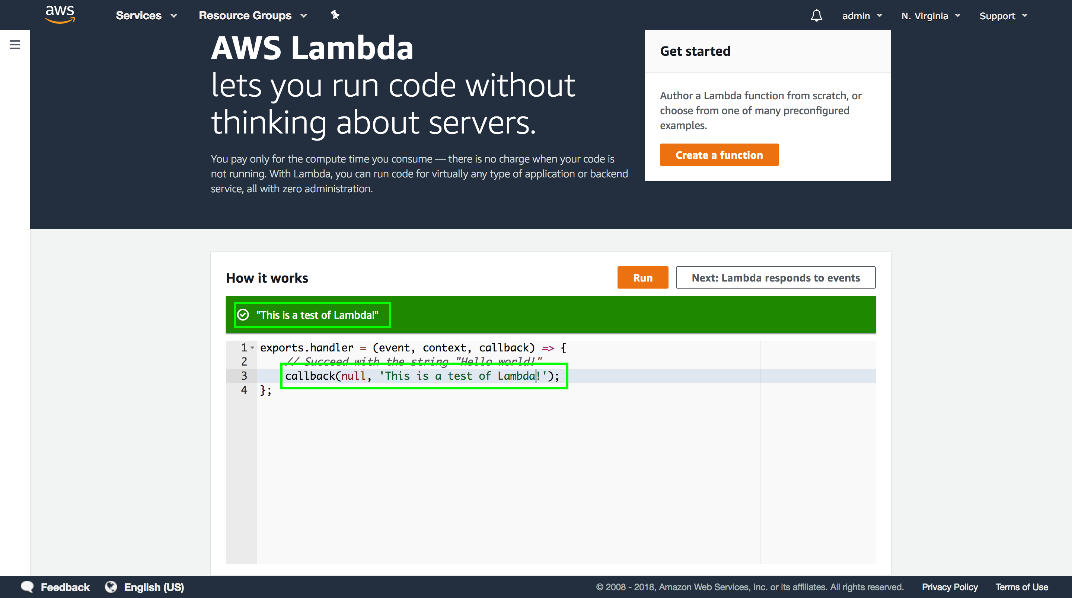 aws Services Resource Groups admin N. Virginia Support
AWS Lambda
lets you run code without
thinking about servers.
You pay only for the compute time you consume — there is no charge when your code is
not running. With Lambda, you can run code for virtually any type of application or backend
service, all with zero administration.
Get started
Author a Lambda function from scratch, or
choose from one of many preconfigured
examples.
Create a function
How it works
Run
Next: Lambda responds to events
"This is a test of Lambda!"
1 exports.handler = (event, context, callback) => {
2 // Succeed with the string "Hello world!"
3 callback(null, 'This is a test of Lambda!');
4 };
Feedback English (US) © 2008 - 2018, Amazon Web Services, Inc. or its affiliates. All rights reserved. Privacy Policy Terms of Use